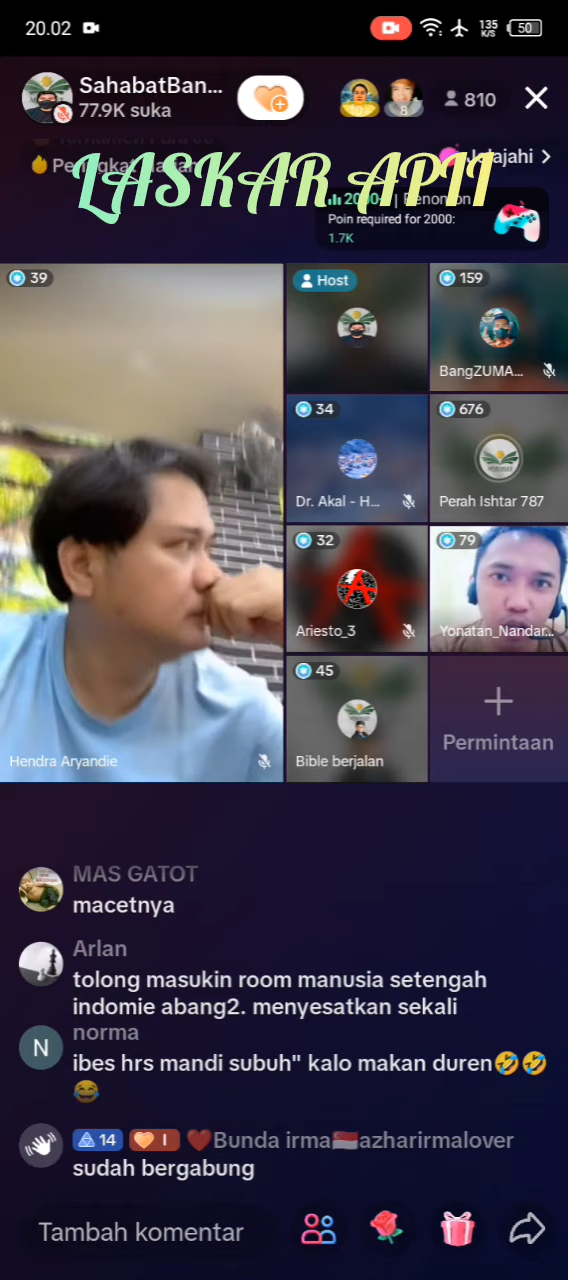 20.02
135
K/S
50
SahabatBan...
77.9K suka
8
810
Jelajahi >
LASKAR APII
2000
Poin required for 2000:
1.7K
39
Host
159
BangZUMA...
34
Dr. Akal - H...
676
Perah Ishtar 787
32
Ariesto_3
79
Yonatan_Nandar...
45
Bible berjalan
Permintaan
Hendra Aryandie
MAS GATOT
macetnya
Arlan
tolong masukin room manusia setengah
indomie abang2. menyesatkan sekali
N
norma
ibes hrs mandi subuh" kalo makan duren🤣🤣
😂
14 I ❤️Bunda irma🇸🇬azharirmalover
sudah bergabung
Tambah komentar